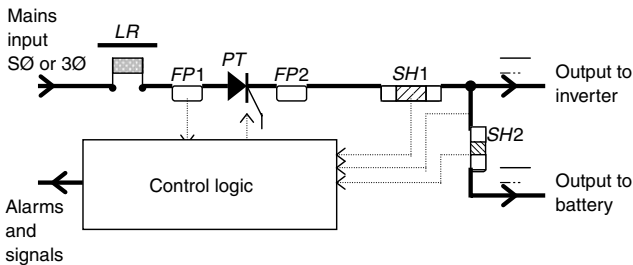 Mains
input
SØ or 3Ø
LR
FP1
PT
FP2
SH1
Output to
inverter
SH2
Control logic
Output to
battery
Alarms
and
signals